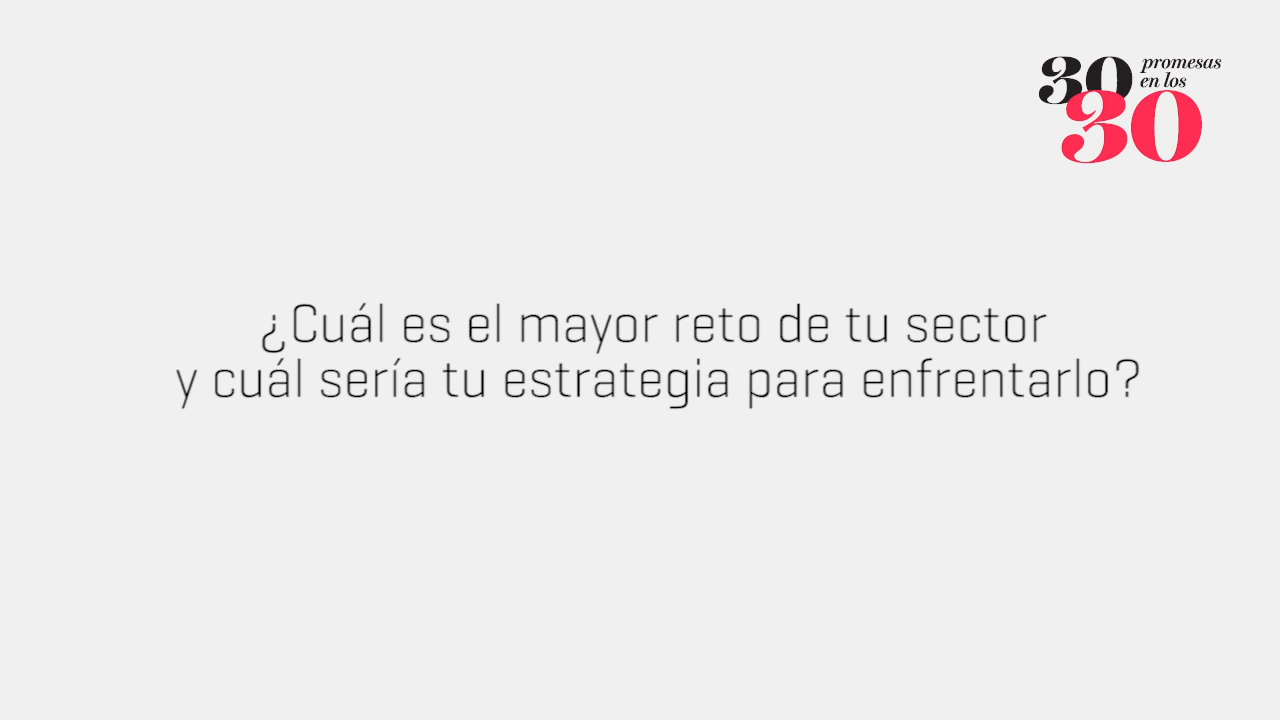 30 promesas
en los
30
¿Cuál es el mayor reto de tu sector
y cuál sería tu estrategia para enfrentarlo?